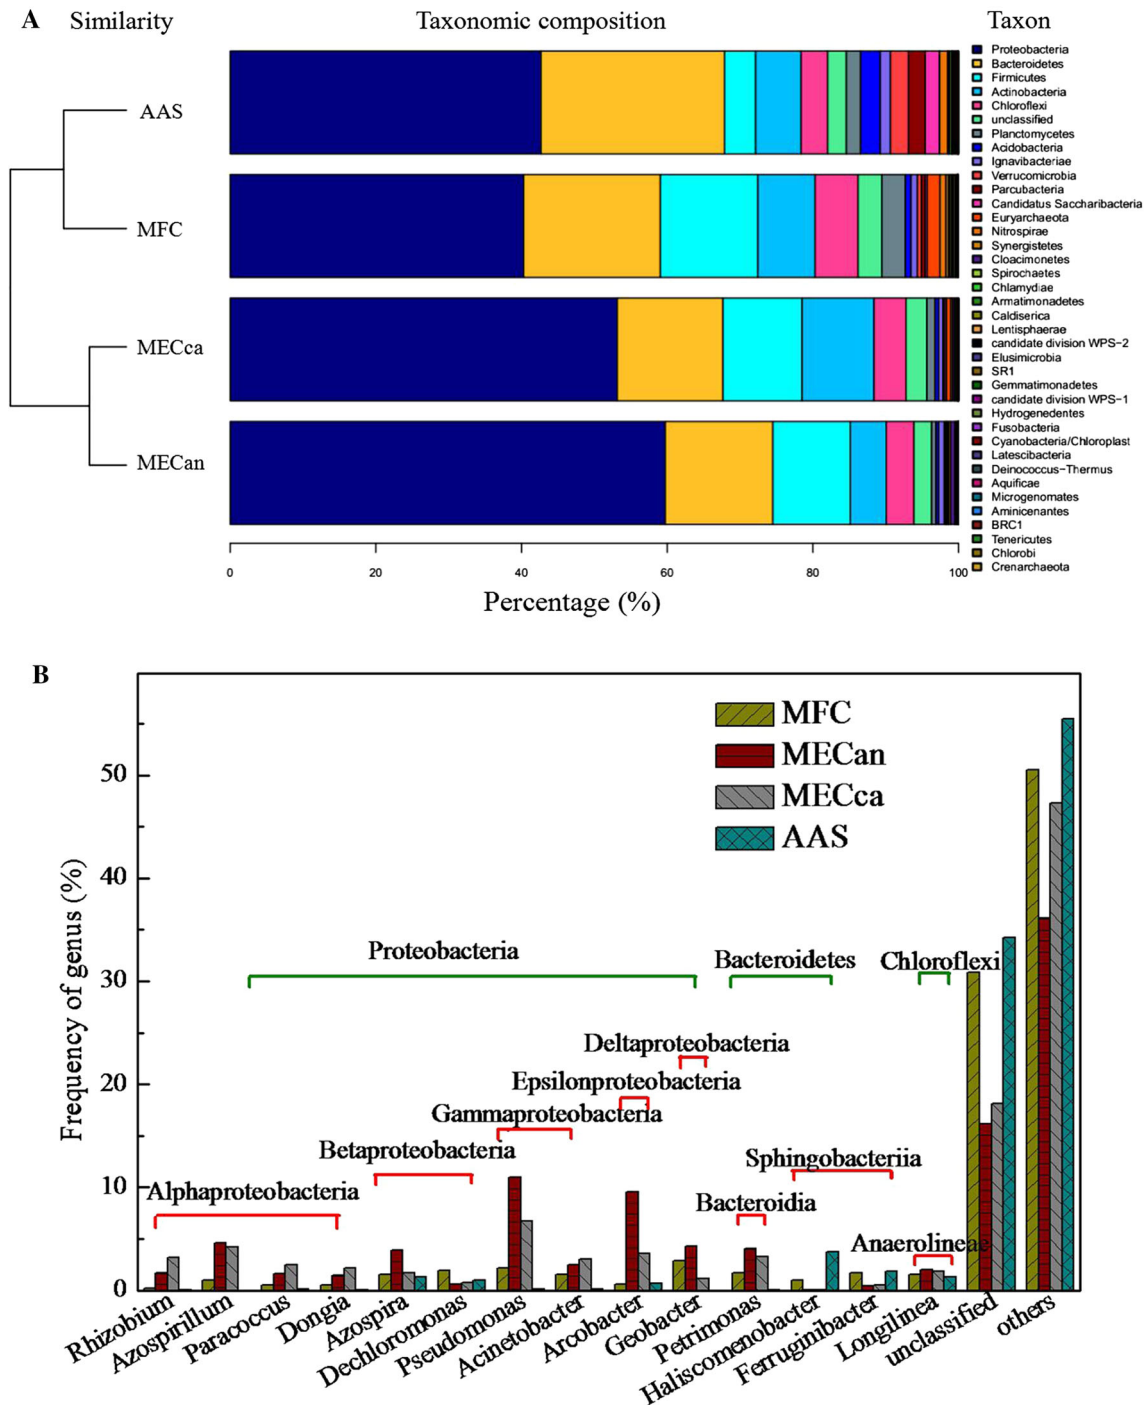 A
Similarity
Taxonomic composition
Taxon
AAS
MFC
MECca
MECan
Proteobacteria
Bacteroidetes
Firmicutes
Actinobacteria
Chloroflexi
unclassified
Planctomycetes
Acidobacteria
Ignavibacteriae
Verrucomicrobia
Parcubacteria
Candidatus Saccharibacteria
Euryarchaeota
Nitrospirae
Synergistetes
Cloacimonetes
Spirochaetes
Chlamydiae
Armatimonadetes
Caldiserica
Lentisphaerae
candidate division WPS-2
Elusimicrobia
SR1
Gemmatimonadetes
candidate division WPS-1
Hydrogenedentes
Fusobacteria
Cyanobacteria/Chloroplast
Latescibacteria
Deinococcus-Thermus
Aquificae
Microgenomates
Aminicenantes
BRC1
Tenericutes
Chlorobi
Crenarchaeota
0 20 40 60 80 100
Percentage (%)
B
Frequency of genus (%)
50
40
30
20
10
0
MFC
MECan
MECca
AAS
Proteobacteria
Bacteroidetes
Chloroflexi
Deltaproteobacteria
Epsilonproteobacteria
Gammaproteobacteria
Betaproteobacteria
Alphaproteobacteria
Sphingobacteriia
Bacteroidia
Anaerolineae
Rhizobium
Azospirillum
Paracoccus
Dongia
Azospira
Dechloromonas
Pseudomonas
Acinetobacter
Arcobacter
Geobacter
Petrimonas
Haliscomenobacter
Ferruginibacter
Longilinea
unclassified
others